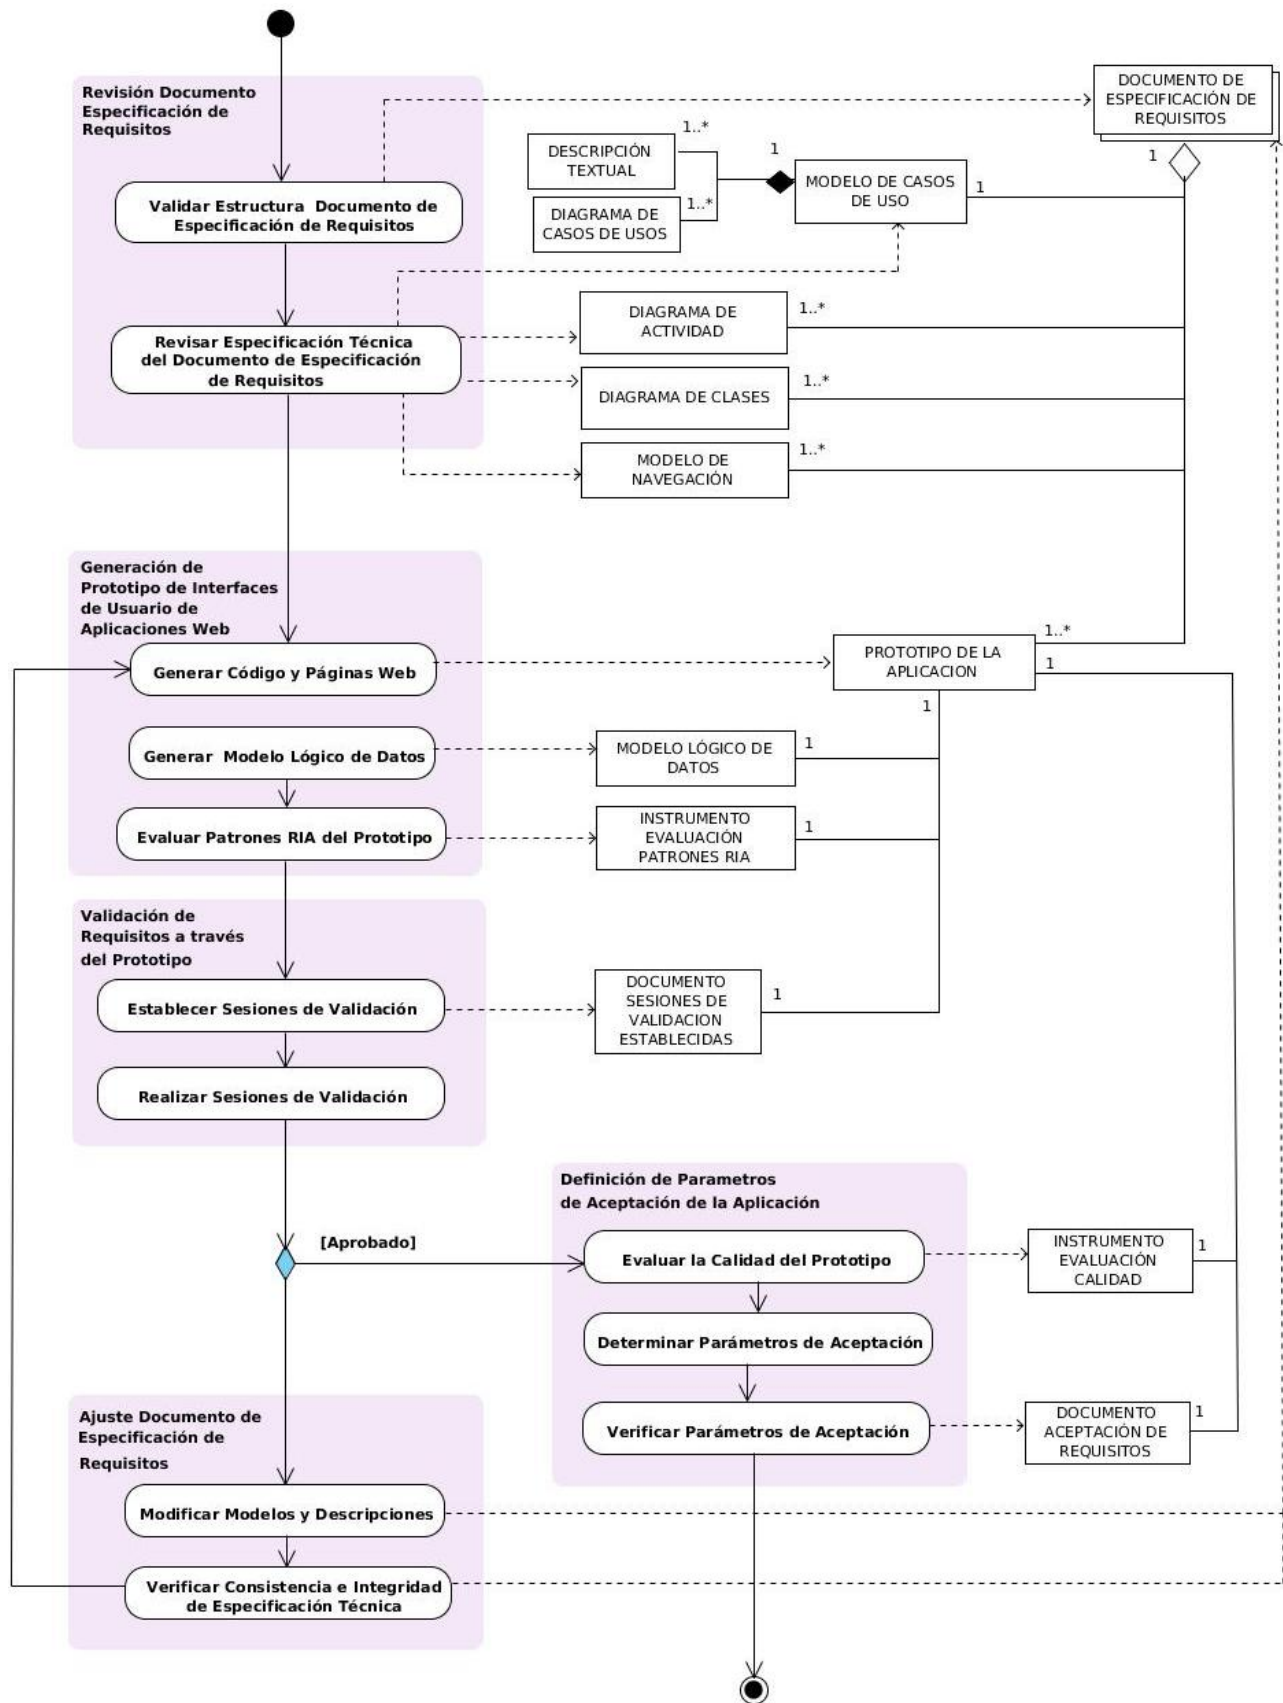 Revisión Documento
Especificación de
Requisitos
DOCUMENTO DE
ESPECIFICACIÓN DE
REQUISITOS
1
1..*
DESCRIPCIÓN
TEXTUAL
1
MODELO DE CASOS
DE USO
1
1..*
DIAGRAMA DE
CASOS DE USOS
Validar Estructura Documento de
Especificación de Requisitos
Revisar Especificación Técnica
del Documento de Especificación
de Requisitos
DIAGRAMA DE
ACTIVIDAD
1..*
DIAGRAMA DE CLASES
1..*
MODELO DE
NAVEGACIÓN
1..*
Generación de
Prototipo de Interfaces
de Usuario de
Aplicaciones Web
Generar Código y Páginas Web
PROTOTIPO DE LA
APLICACION
1..*
1
1
Generar Modelo Lógico de Datos
MODELO LÓGICO DE
DATOS
1
Evaluar Patrones RIA del Prototipo
INSTRUMENTO
EVALUACIÓN
PATRONES RIA
1
Validación de
Requisitos a través
del Prototipo
Establecer Sesiones de Validación
DOCUMENTO
SESIONES DE
VALIDACION
ESTABLECIDAS
1
Realizar Sesiones de Validación
[Aprobado]
Definición de Parametros
de Aceptación de la Aplicación
Evaluar la Calidad del Prototipo
INSTRUMENTO
EVALUACIÓN
CALIDAD
1
Determinar Parámetros de Aceptación
Verificar Parámetros de Aceptación
DOCUMENTO
ACEPTACIÓN DE
REQUISITOS
1
Ajuste Documento de
Especificación de
Requisitos
Modificar Modelos y Descripciones
Verificar Consistencia e Integridad
de Especificación Técnica